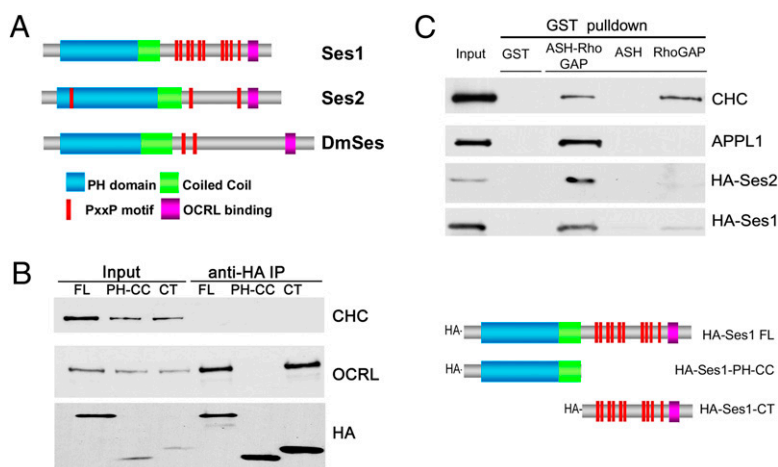 A
Ses1
Ses2
DmSes
PH domain
Coiled Coil
PxxP motif
OCRL binding
B
Input
anti-HA IP
FL PH-CC CT FL PH-CC CT
CHC
OCRL
HA
C
GST pulldown
Input GST ASH-Rho GAP ASH RhoGAP
CHC
APPL1
HA-Ses2
HA-Ses1
HA-
HA-Ses1 FL
HA-
HA-Ses1-PH-CC
HA-
HA-Ses1-CT